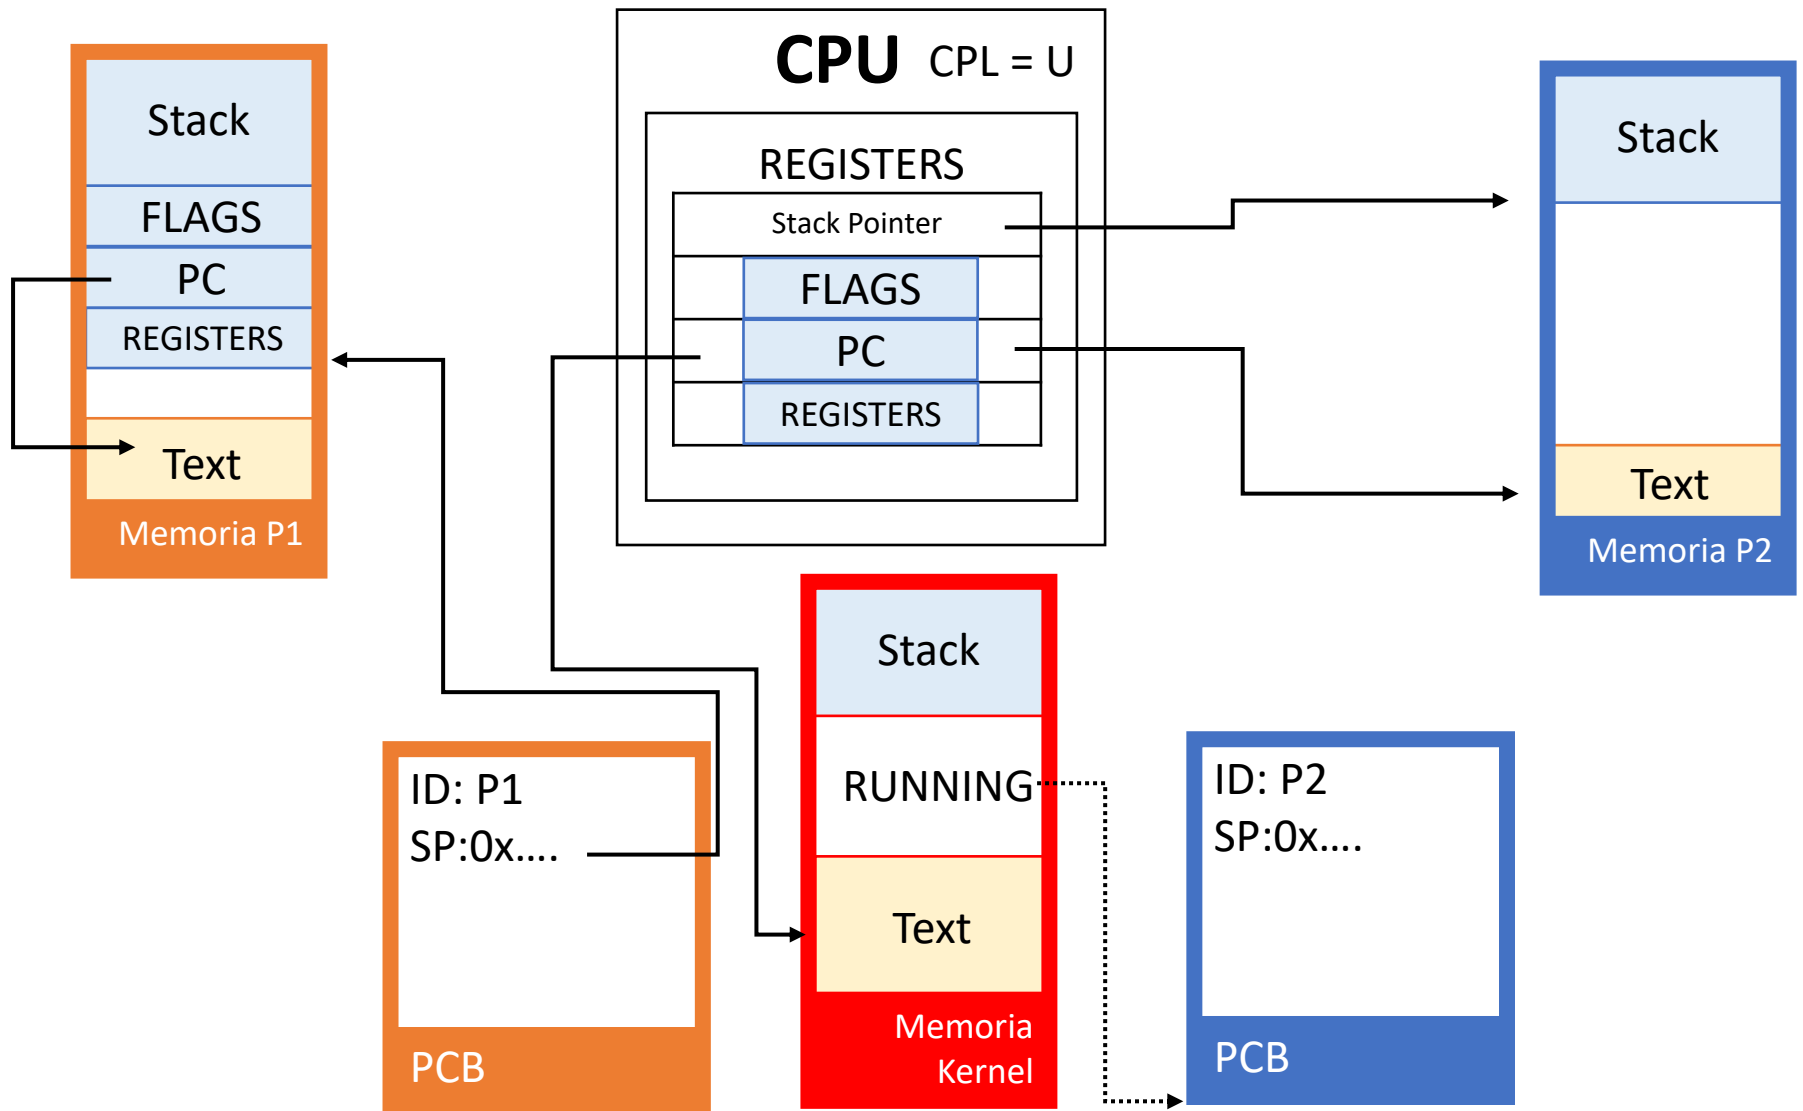 Stack
FLAGS
PC
REGISTERS
Text
Memoria P1
CPU CPL = U
REGISTERS
Stack Pointer
FLAGS
PC
REGISTERS
Stack
Text
Memoria P2
ID: P1
SP:0x....
PCB
Stack
RUNNING
Text
Memoria
Kernel
ID: P2
SP:0x....
PCB